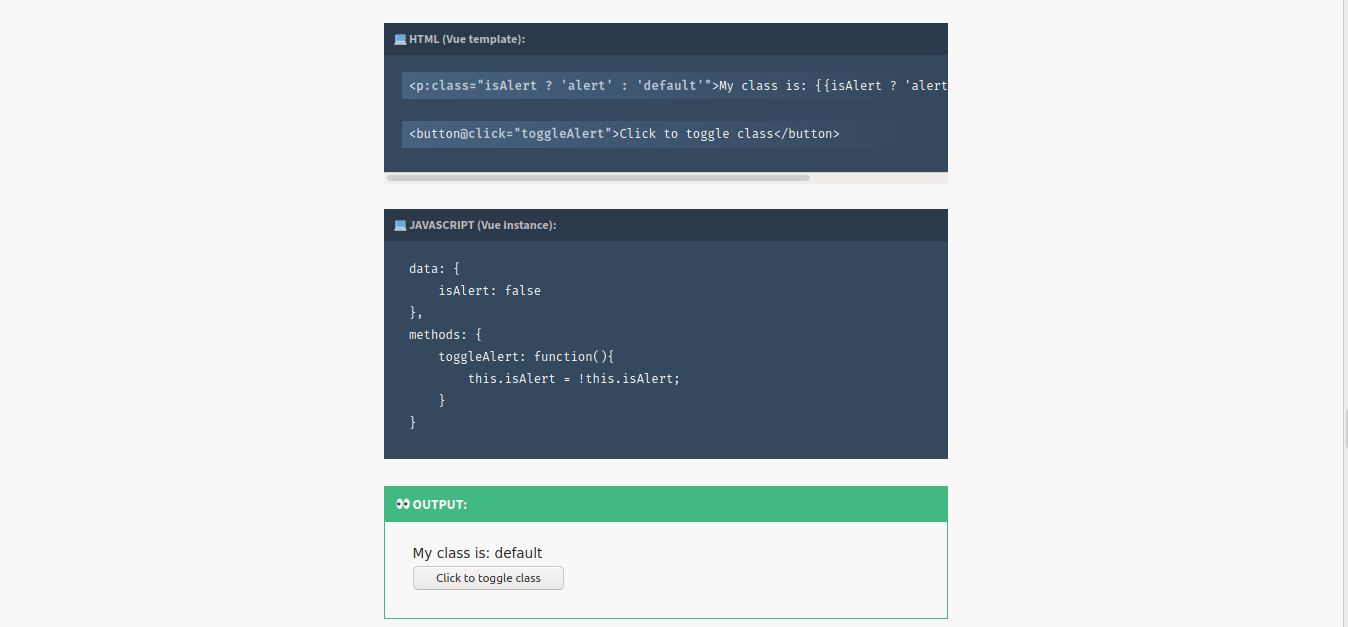 💻 HTML (Vue template):
<p:class="isAlert ? 'alert' : 'default'">My class is: {{isAlert ? 'alert
<button@click="toggleAlert">Click to toggle class</button>
💻 JAVASCRIPT (Vue instance):
data: {
    isAlert: false
},
methods: {
    toggleAlert: function(){
        this.isAlert = !this.isAlert;
    }
}
👀 OUTPUT:
My class is: default
Click to toggle class